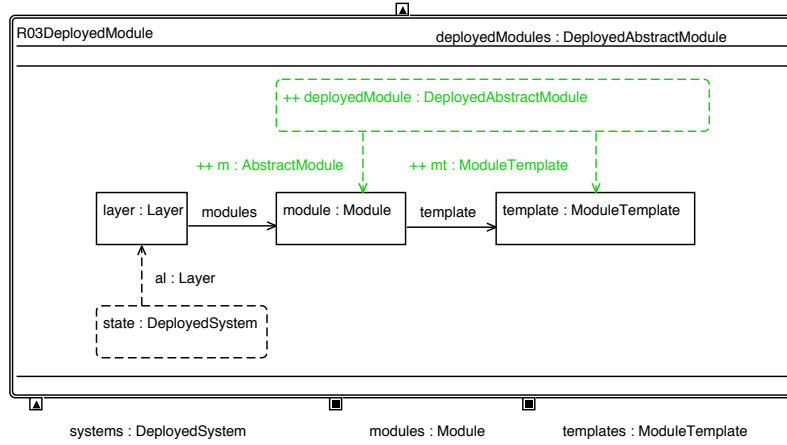 R03DeployedModule
deployedModules : DeployedAbstractModule
++ deployedModule : DeployedAbstractModule
++ m : AbstractModule
++ mt : ModuleTemplate
layer : Layer
modules
module : Module
template
template : ModuleTemplate
al : Layer
state : DeployedSystem
systems : DeployedSystem
modules : Module
templates : ModuleTemplate